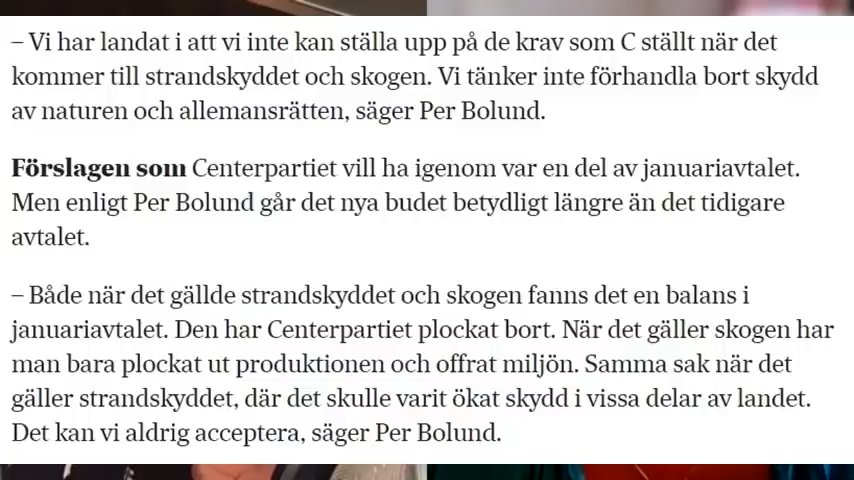 – Vi har landat i att vi inte kan ställa upp på de krav som C ställt när det
kommer till strandskyddet och skogen. Vi tänker inte förhandla bort skydd
av naturen och allemansrätten, säger Per Bolund.
Förslagen som Centerpartiet vill ha igenom var en del av januariavtalet.
Men enligt Per Bolund går det nya budet betydligt längre än det tidigare
avtalet.
– Både när det gällde strandskyddet och skogen fanns det en balans i
januariavtalet. Den har Centerpartiet plockat bort. När det gäller skogen har
man bara plockat ut produktionen och offrat miljön. Samma sak när det
gäller strandskyddet, där det skulle varit ökat skydd i vissa delar av landet.
Det kan vi aldrig acceptera, säger Per Bolund.